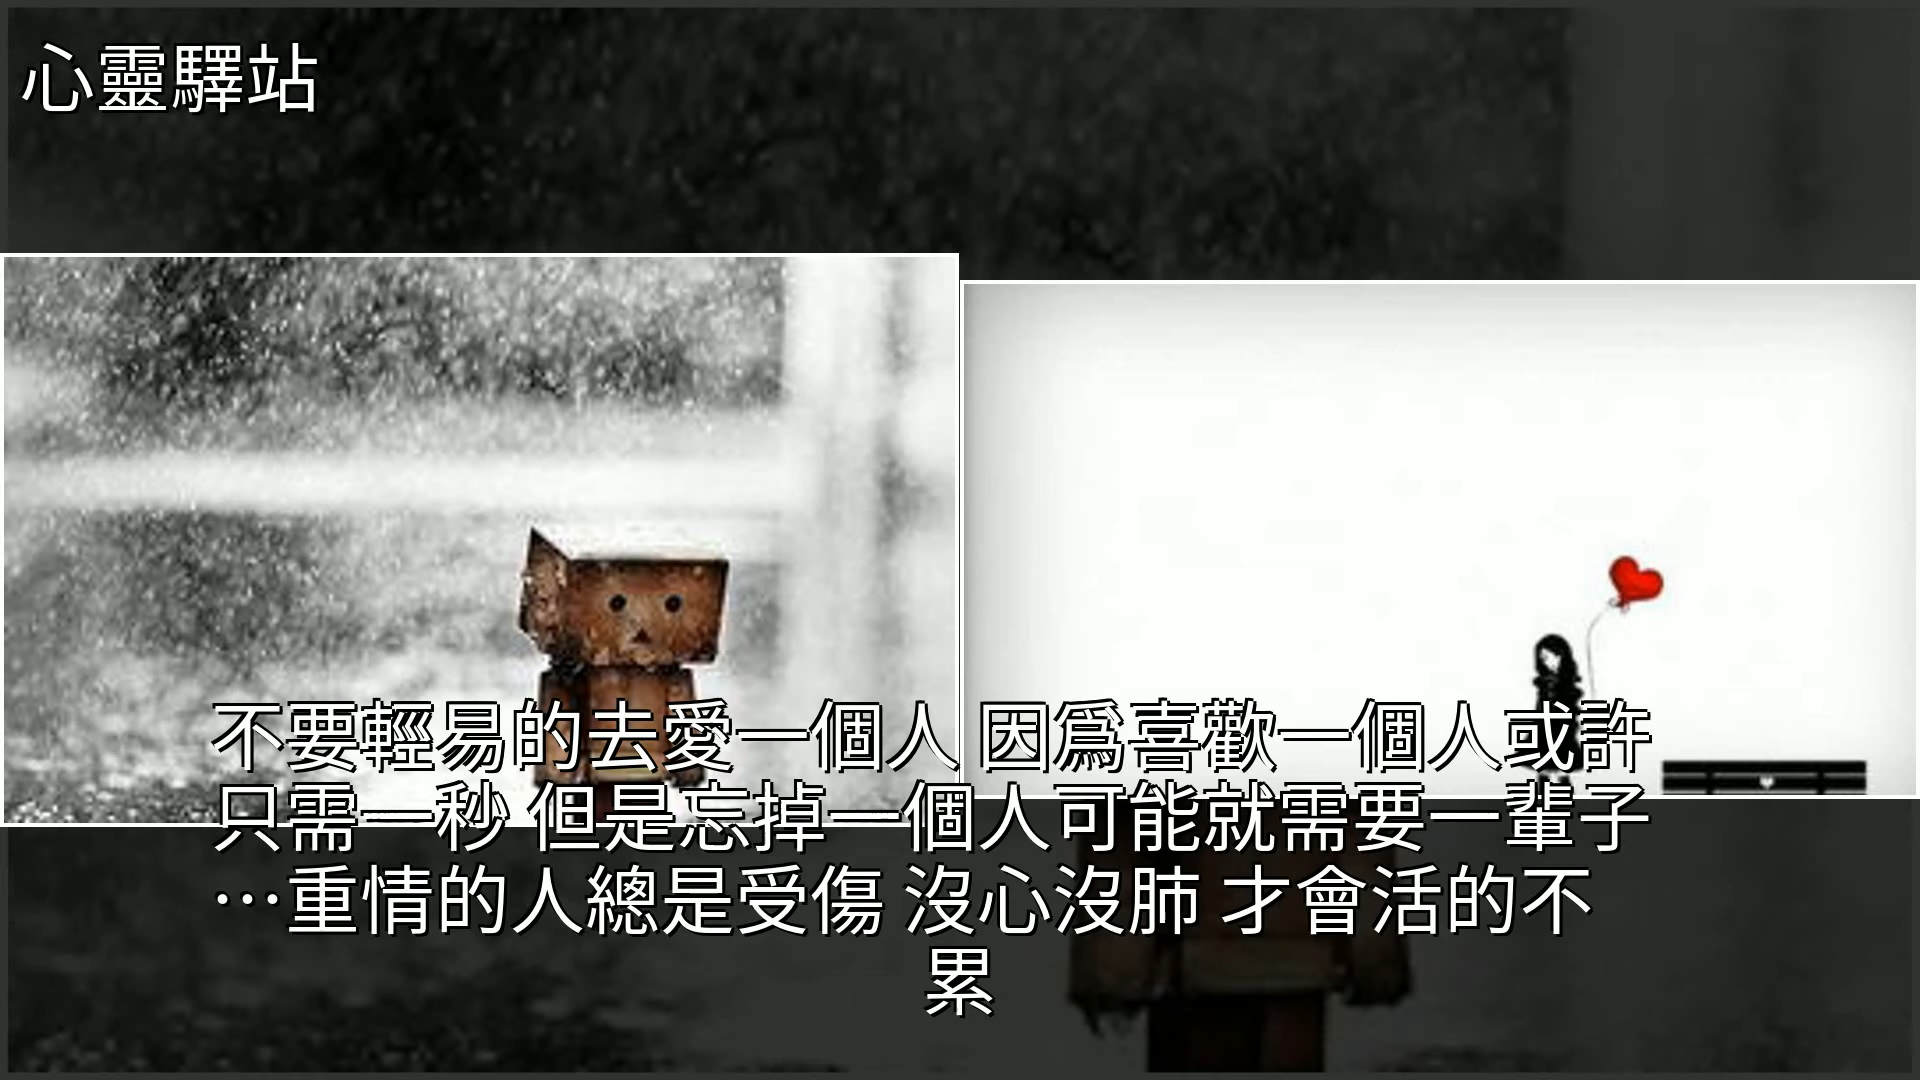 心靈驛站
不要輕易的去愛一個人 因爲喜歡一個人或許
只需一秒 但是忘掉一個人可能就需要一輩子
…重情的人總是受傷 沒心沒肺 才會活的不
累